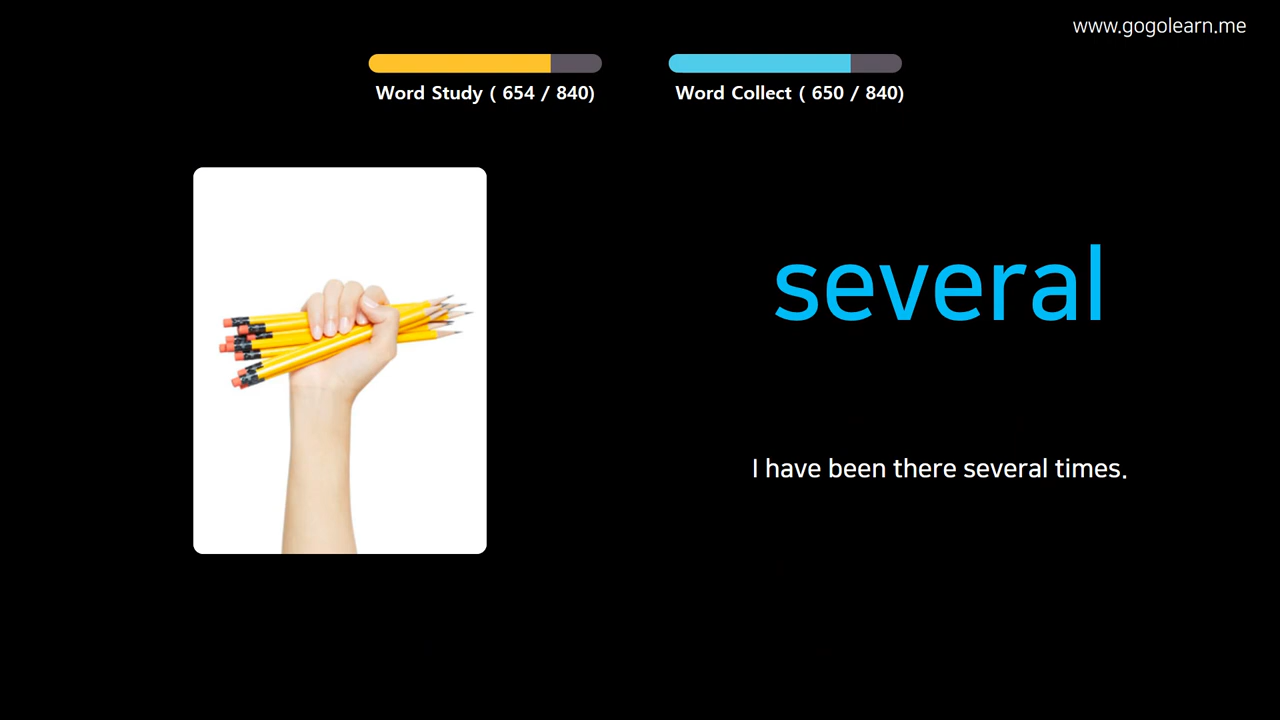 www.gogolearn.me
Word Study ( 654 / 840)
Word Collect ( 650 / 840)
several
I have been there several times.